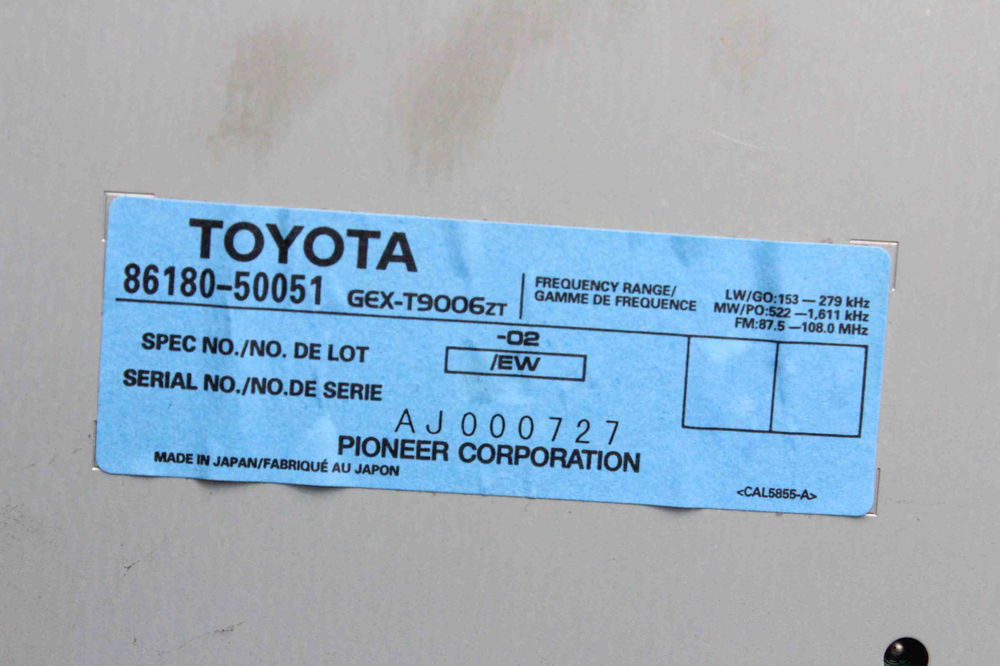 TOYOTA
86180-50051 GEX-T9006ZT
FREQUENCY RANGE/
GAMME DE FREQUENCE
LW/GO:153 — 279 kHz
MW/PO:522 —1,611 kHz
FM:87.5 —108.0 MHz
SPEC NO./NO. DE LOT
-02
/EW
SERIAL NO./NO.DE SERIE
AJ000727
PIONEER CORPORATION
MADE IN JAPAN/FABRIQUÉ AU JAPON
<CAL5855-A>